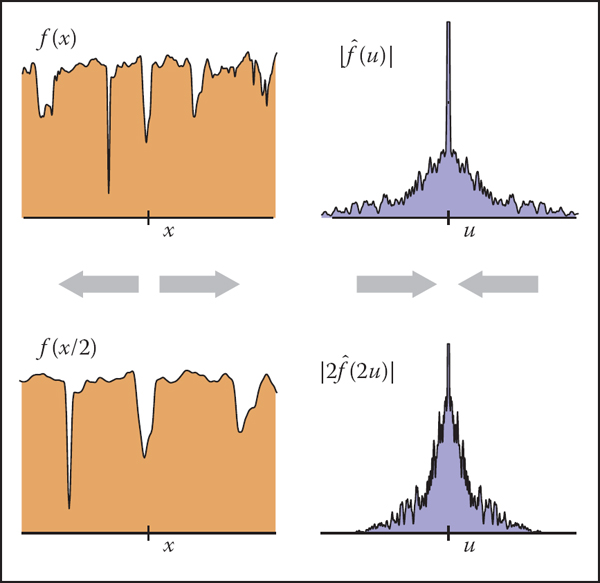 f(x)
|f̂(u)|
x
u
f(x/2)
|2f̂(2u)|
x
u